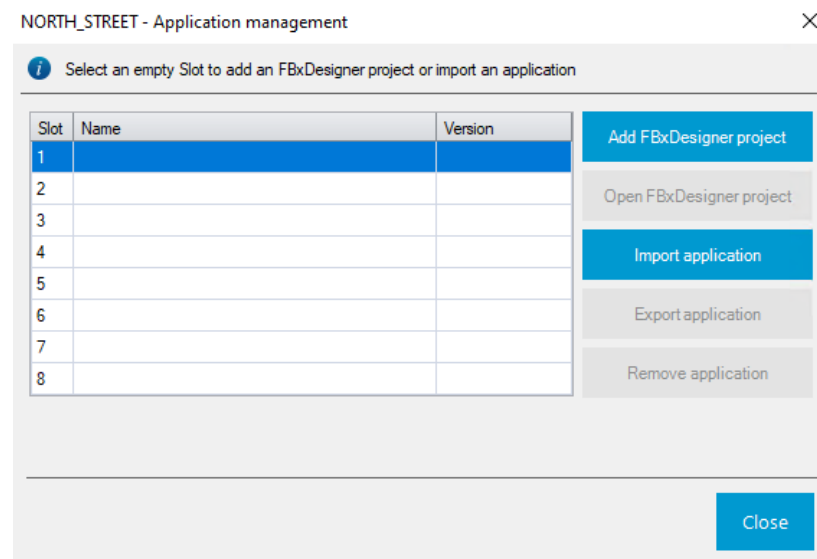 NORTH_STREET - Application management
Select an empty Slot to add an FBxDesigner project or import an application
Slot Name Version
1
2
3
4
5
6
7
8
Add FBxDesigner project
Open FBxDesigner project
Import application
Export application
Remove application
Close